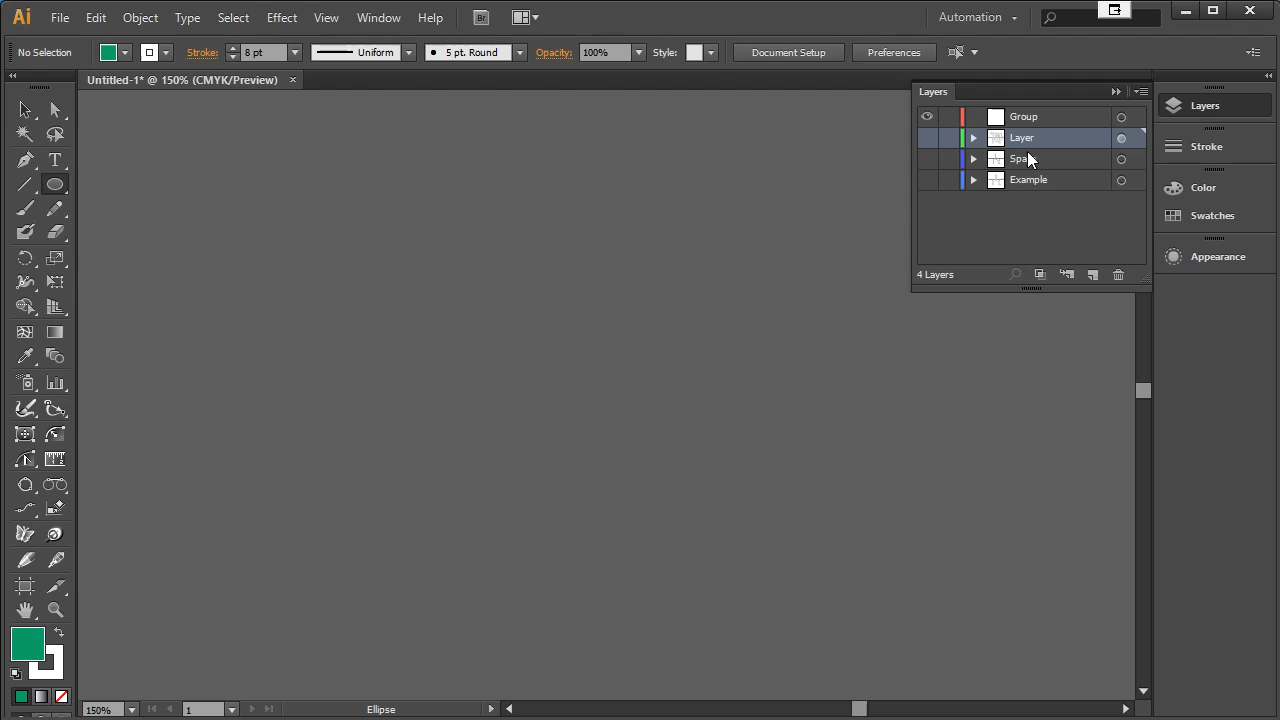 Ai File Edit Object Type Select Effect View Window Help Br Automation
No Selection Stroke: 8 pt Uniform 5 pt. Round Opacity: 100% Style: Document Setup Preferences
Untitled-1* @ 150% (CMYK/Preview)
Layers
Group
Layer
Example
4 Layers
Layers
Stroke
Color
Swatches
Appearance
T
150% 1 Ellipse